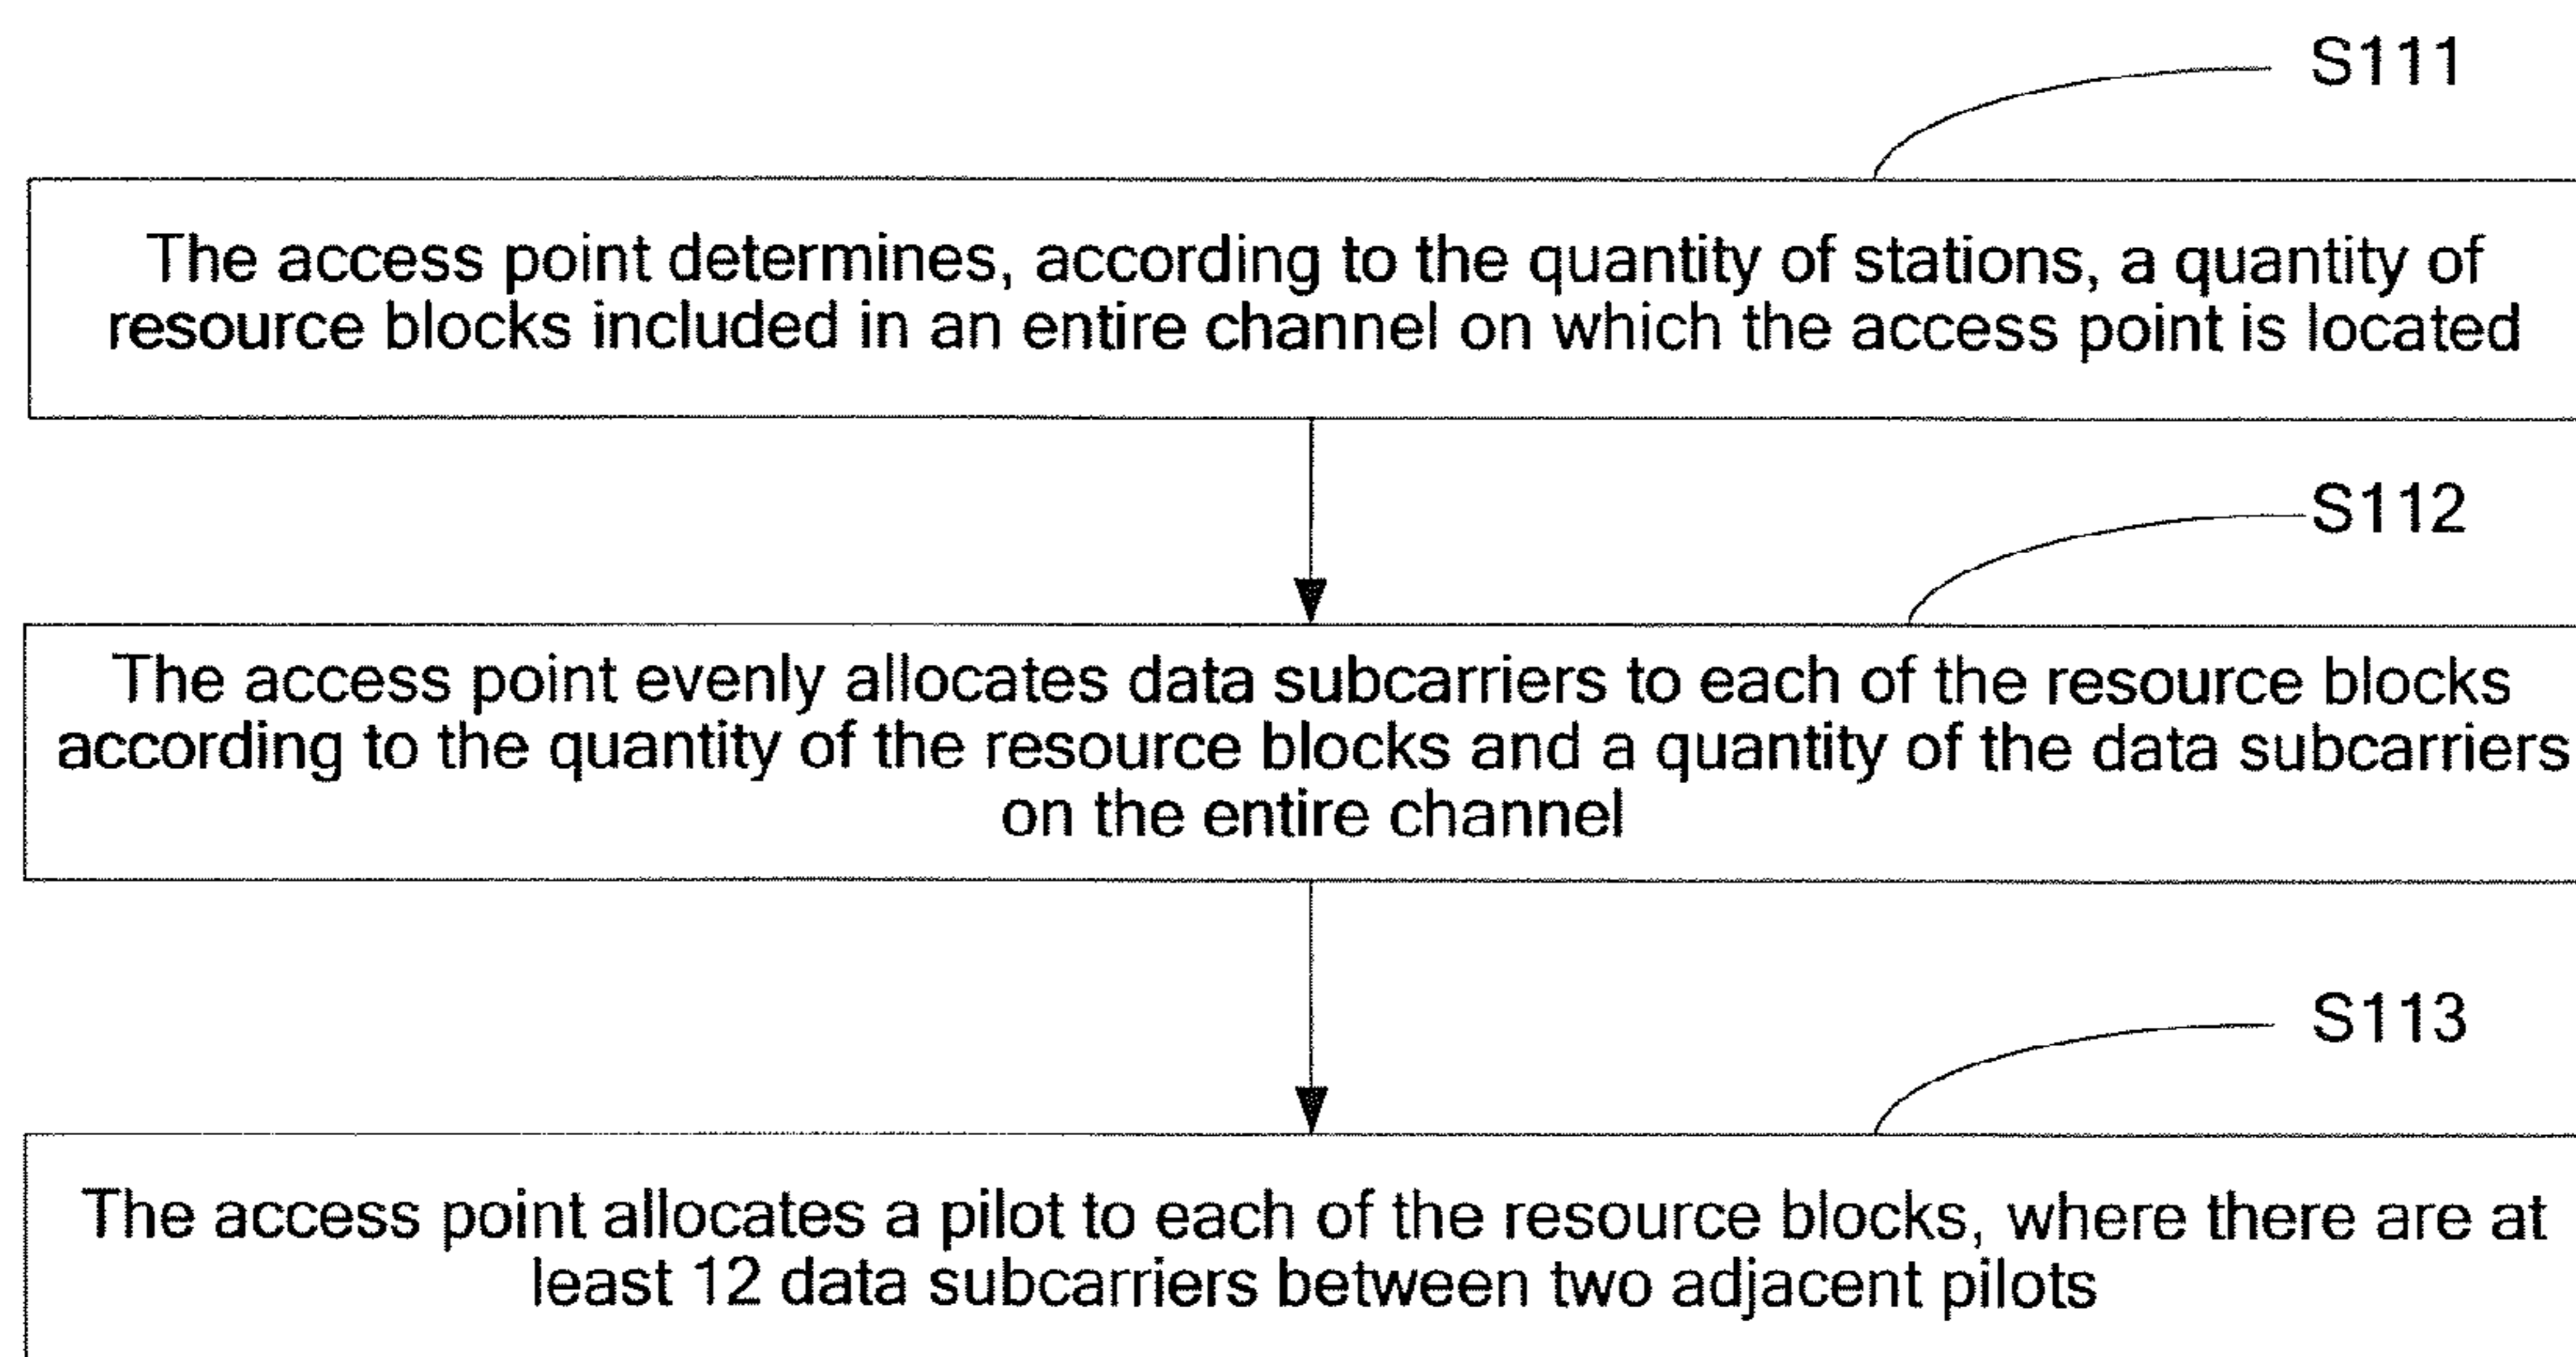 S111
The access point determines, according to the quantity of stations, a quantity of
resource blocks included in an entire channel on which the access point is located
S112
The access point evenly allocates data subcarriers to each of the resource blocks
according to the quantity of the resource blocks and a quantity of the data subcarriers
on the entire channel
S113
The access point allocates a pilot to each of the resource blocks, where there are at
least 12 data subcarriers between two adjacent pilots